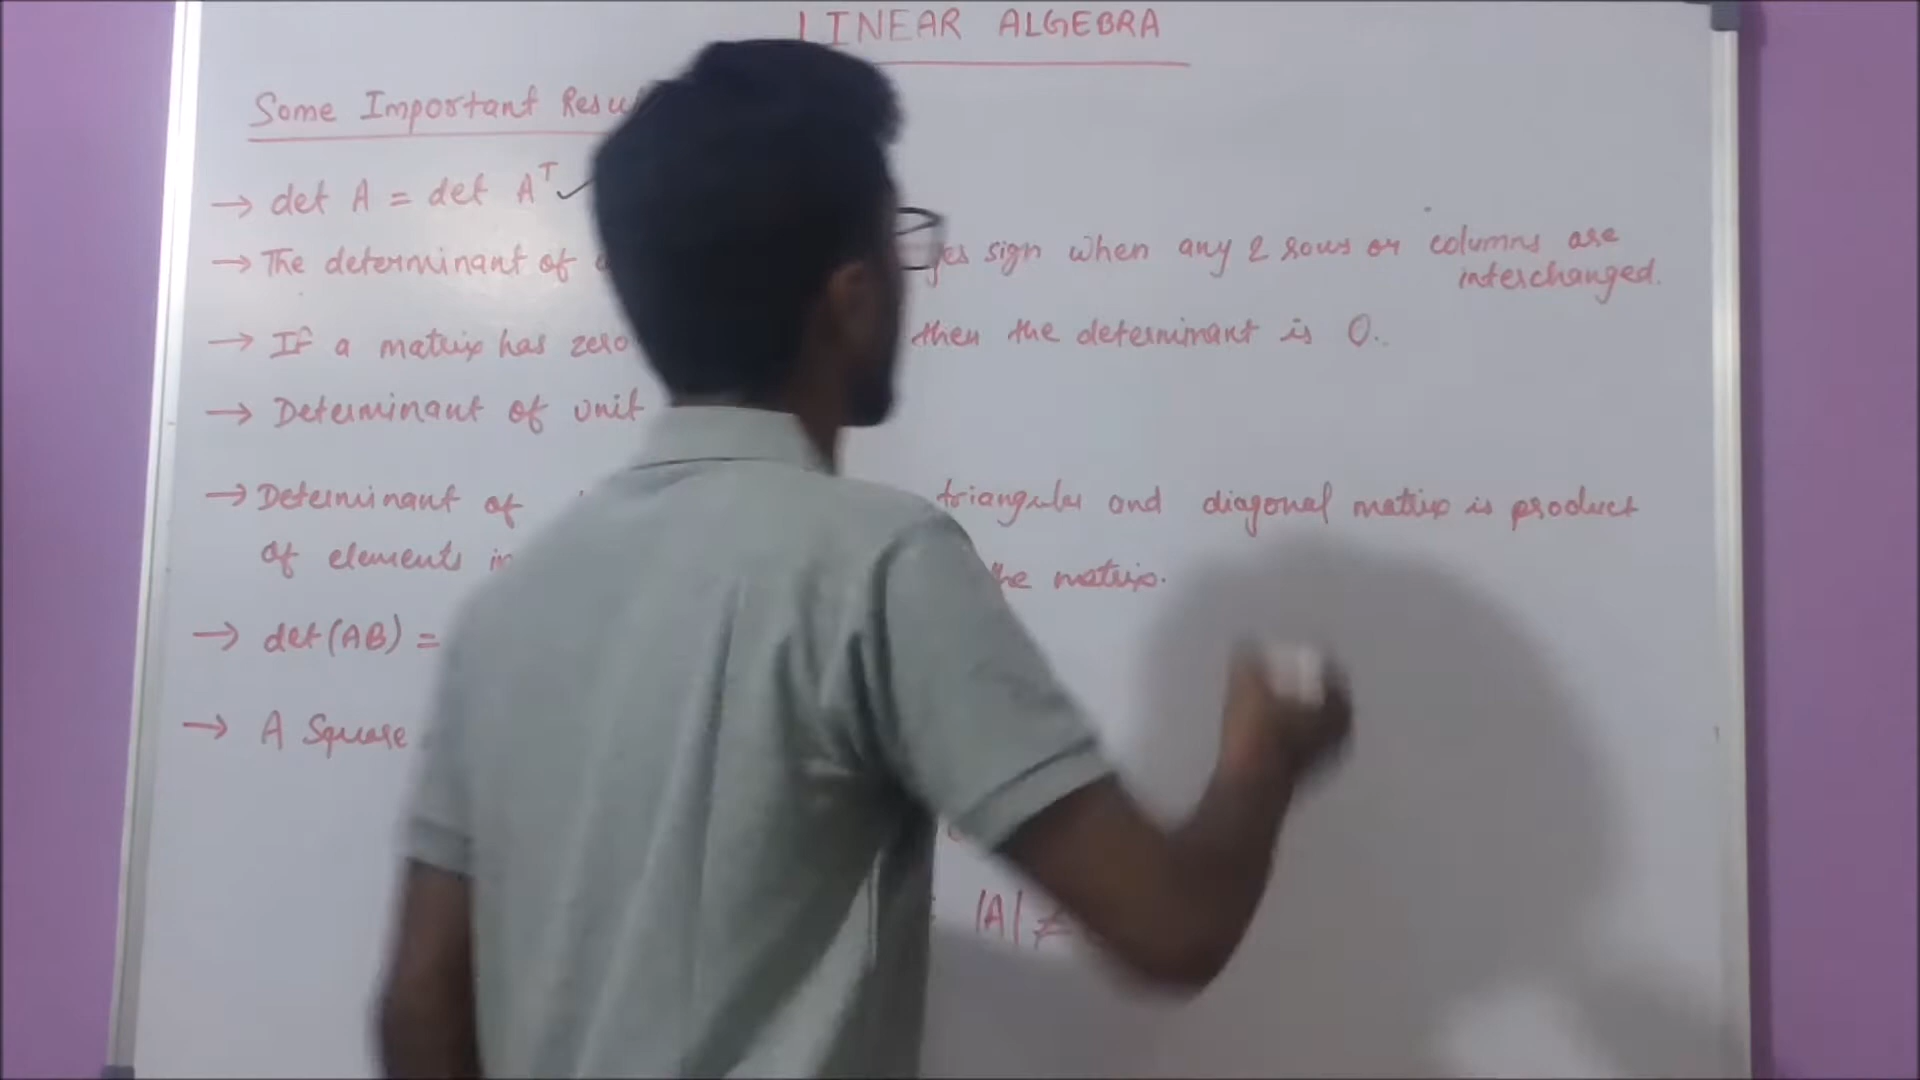 LINEAR ALGEBRA
Some Important
→ det A = det Aᵀ ✓
→ The determinant of sign when any 2 rows or columns are
interchanged.
→ If a matrix has zero then the determinant is 0.
→ Determinant of unit
→ Determinant of triangular and diagonal matrix is product
of elements in the matrix.
→ det(AB) =
→ A Square
|A| ≠